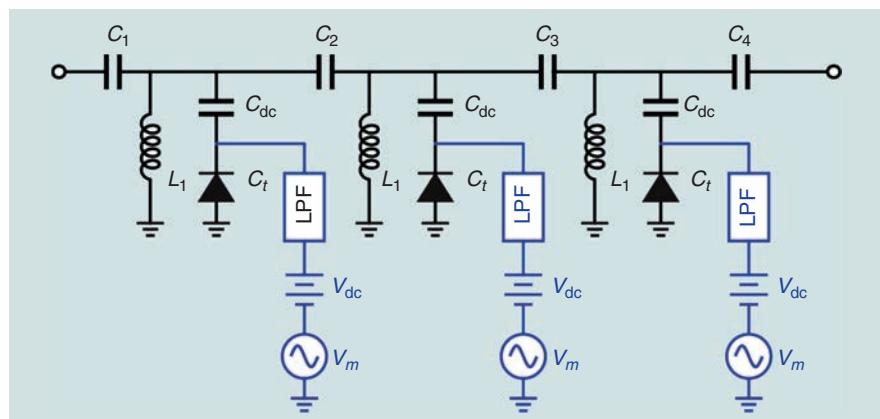 C1 C2 C3 C4
Cdc Cdc Cdc
L1 Ct L1 Ct L1 Ct
LPF LPF LPF
Vdc Vdc Vdc
Vm Vm Vm